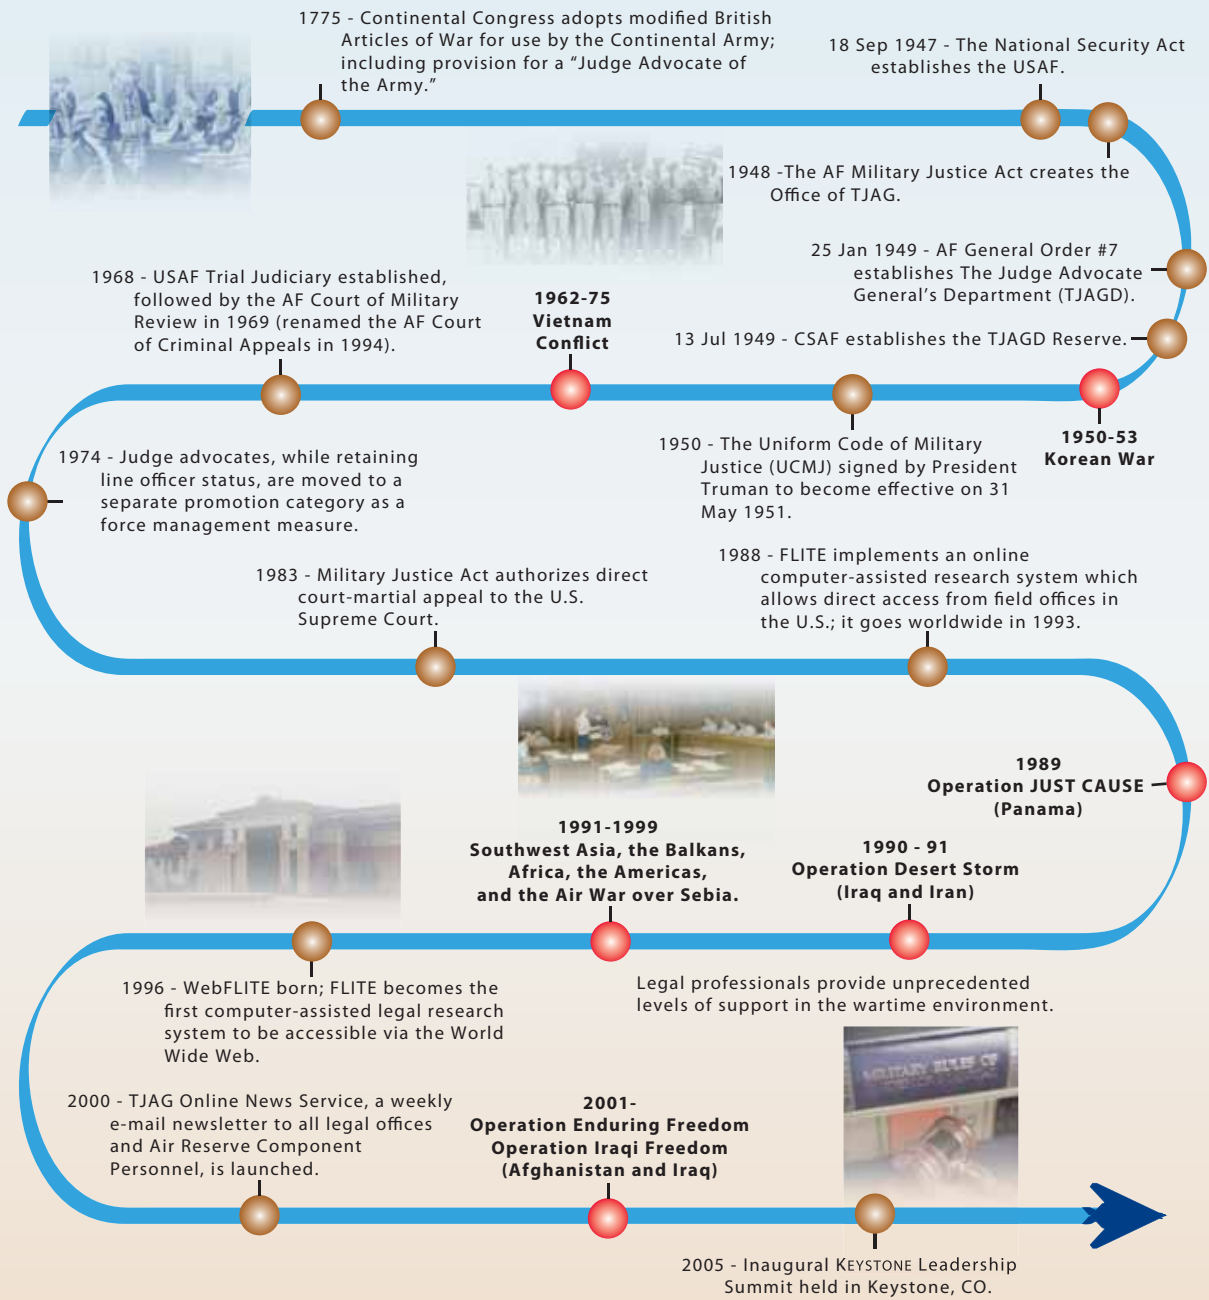 1775 - Continental Congress adopts modified British
Articles of War for use by the Continental Army;
including provision for a “Judge Advocate of
the Army.”
18 Sep 1947 - The National Security Act
establishes the USAF.
1948 -The AF Military Justice Act creates the
Office of TJAG.
25 Jan 1949 - AF General Order #7
establishes The Judge Advocate
General’s Department (TJAGD).
13 Jul 1949 - CSAF establishes the TJAGD Reserve.
1950-53
Korean War
1950 - The Uniform Code of Military
Justice (UCMJ) signed by President
Truman to become effective on 31
May 1951.
1962-75
Vietnam
Conflict
1968 - USAF Trial Judiciary established,
followed by the AF Court of Military
Review in 1969 (renamed the AF Court
of Criminal Appeals in 1994).
1974 - Judge advocates, while retaining
line officer status, are moved to a
separate promotion category as a
force management measure.
1983 - Military Justice Act authorizes direct
court-martial appeal to the U.S.
Supreme Court.
1988 - FLITE implements an online
computer-assisted research system which
allows direct access from field offices in
the U.S.; it goes worldwide in 1993.
1989
Operation JUST CAUSE
(Panama)
1990 - 91
Operation Desert Storm
(Iraq and Iran)
1991-1999
Southwest Asia, the Balkans,
Africa, the Americas,
and the Air War over Sebia.
Legal professionals provide unprecedented
levels of support in the wartime environment.
1996 - WebFLITE born; FLITE becomes the
first computer-assisted legal research
system to be accessible via the World
Wide Web.
2000 - TJAG Online News Service, a weekly
e-mail newsletter to all legal offices
and Air Reserve Component
Personnel, is launched.
2001-
Operation Enduring Freedom
Operation Iraqi Freedom
(Afghanistan and Iraq)
MILITARY RULES OF
2005 - Inaugural KEYSTONE Leadership
Summit held in Keystone, CO.